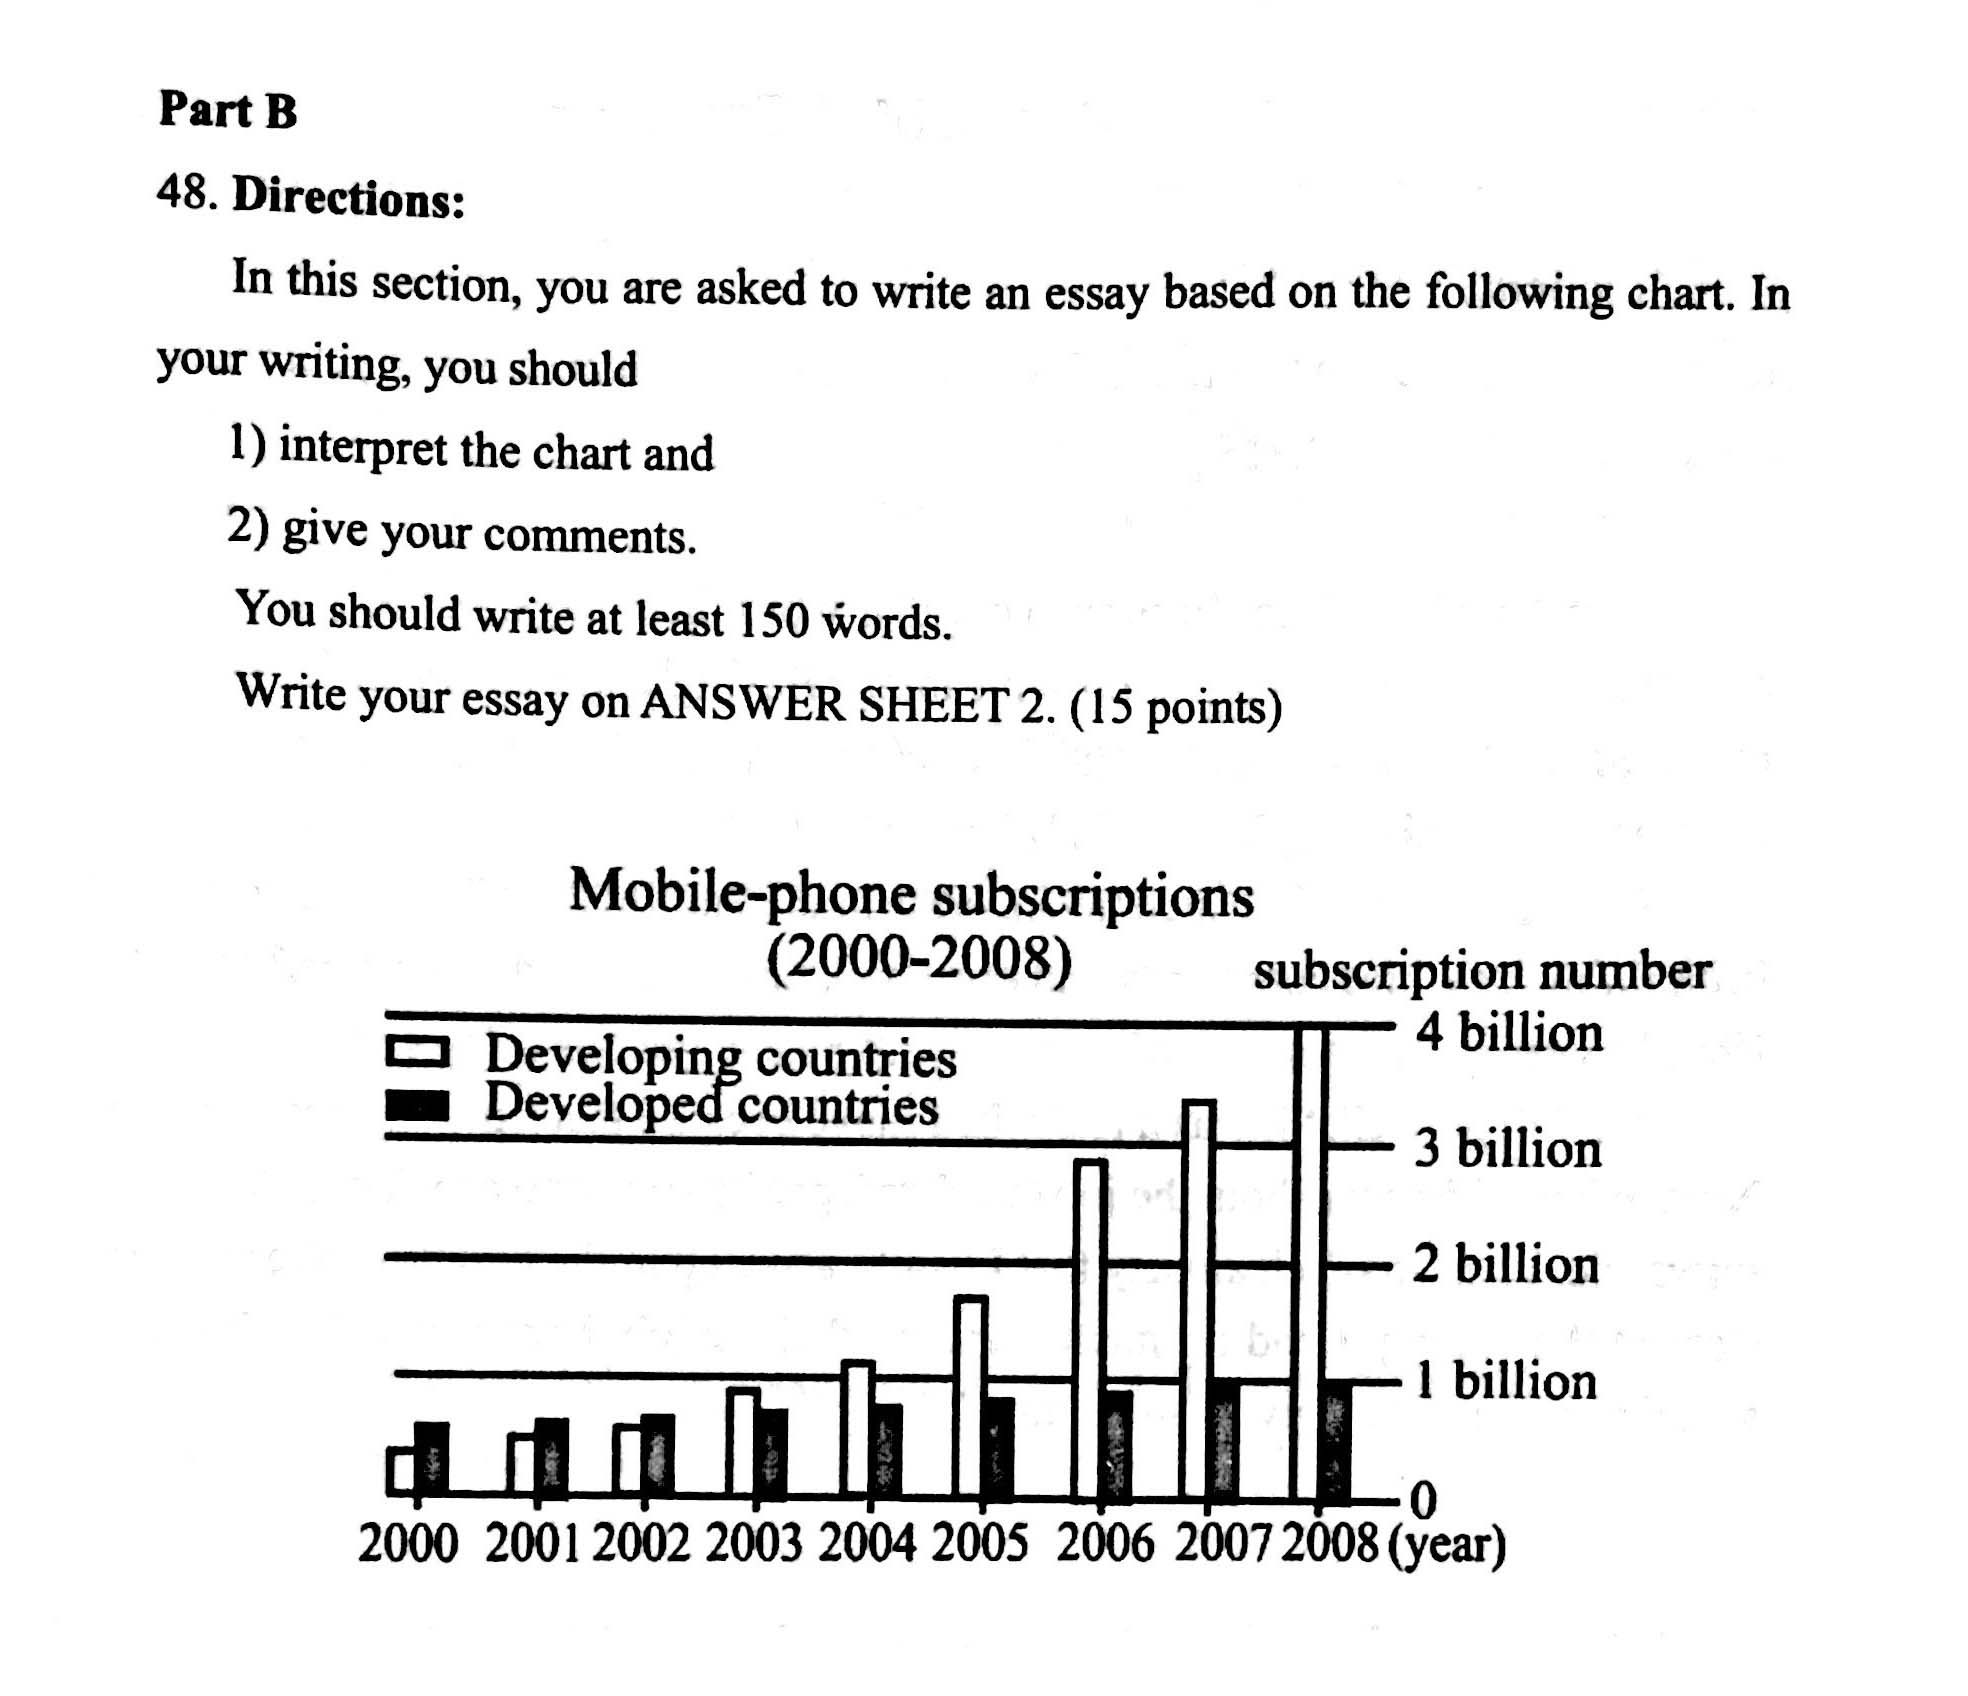 Part B
48. Directions:
In this section, you are asked to write an essay based on the following chart. In
your writing, you should
1) interpret the chart and
2) give your comments.
You should write at least 150 words.
Write your essay on ANSWER SHEET 2. (15 points)
Mobile-phone subscriptions
(2000-2008)
subscription number
Developing countries
Developed countries
4 billion
3 billion
2 billion
1 billion
0
2000 2001 2002 2003 2004 2005 2006 2007 2008 (year)